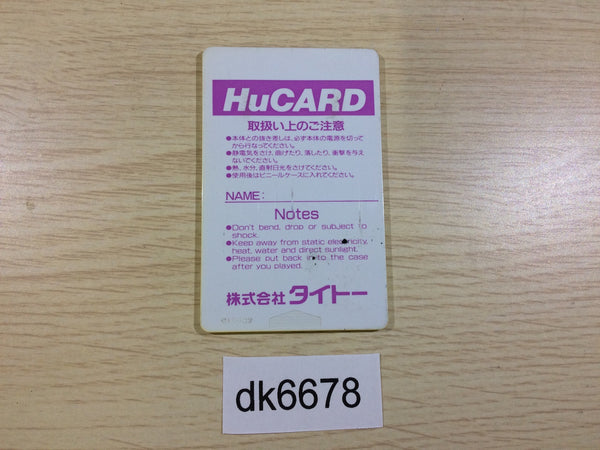 HuCARD
取扱い上のご注意
●本体との抜き差しは、必ず本体の電源を切って
から行なってください。
●静電気をさけ、曲げたり、落したり、衝撃を与え
ないでください。
●熱、水分、直射日光をさけてください。
●使用後はビニールケースに入れてください。
NAME:
Notes
●Don't bend, drop or subject to
shock.
●Keep away from static electricity,
heat, water and direct sunlight.
●Please put back into the case
after you played.
株式会社 タイトー
dk6678